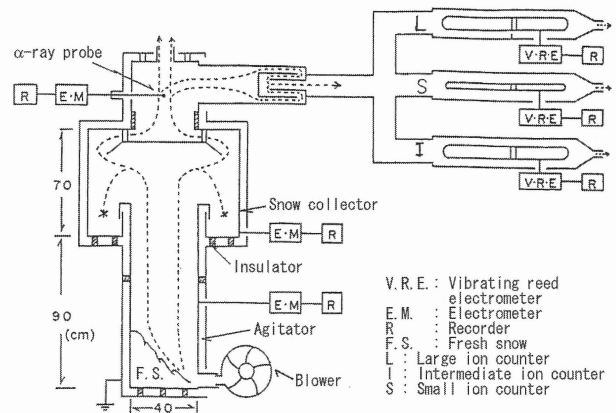 α-ray probe
R
E·M
70
90
(cm)
Snow collector
E·M
R
Insulator
E·M
R
Agitator
F.S.
Blower
40
L
V·R·E
R
S
V·R·E
R
I
V·R·E
R
V.R.E.: Vibrating reed
electrometer
E.M. : Electrometer
R : Recorder
F.S. : Fresh snow
L : Large ion counter
I : Intermediate ion counter
S : Small ion counter